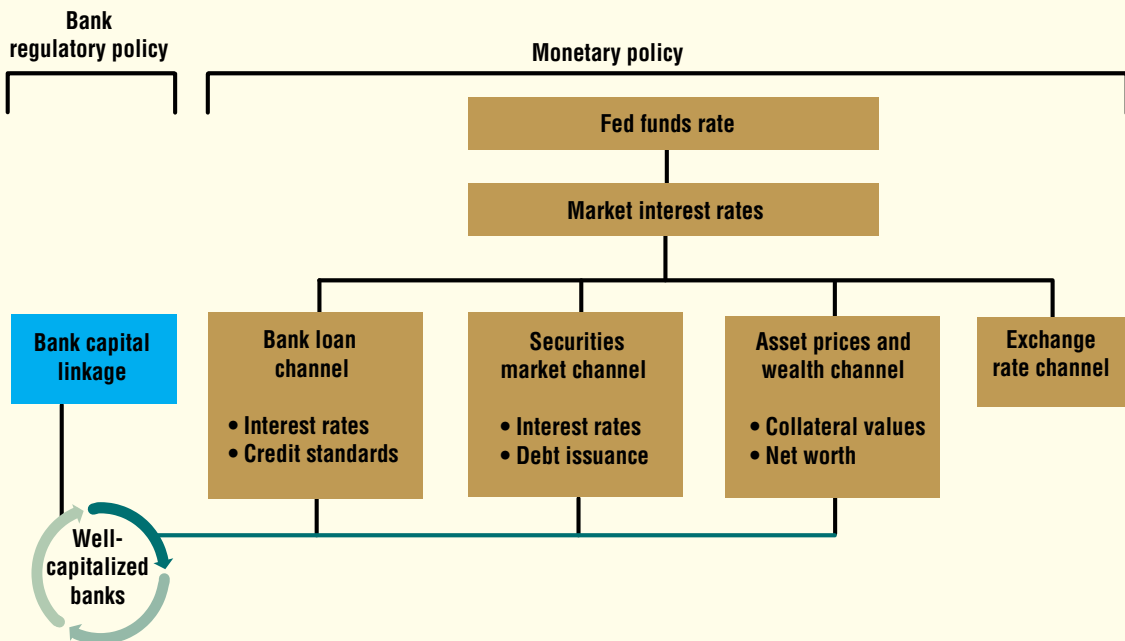 Bank
regulatory policy
Monetary policy
Fed funds rate
Market interest rates
Bank capital
linkage
Bank loan
channel
• Interest rates
• Credit standards
Securities
market channel
• Interest rates
• Debt issuance
Asset prices and
wealth channel
• Collateral values
• Net worth
Exchange
rate channel
Well-
capitalized
banks